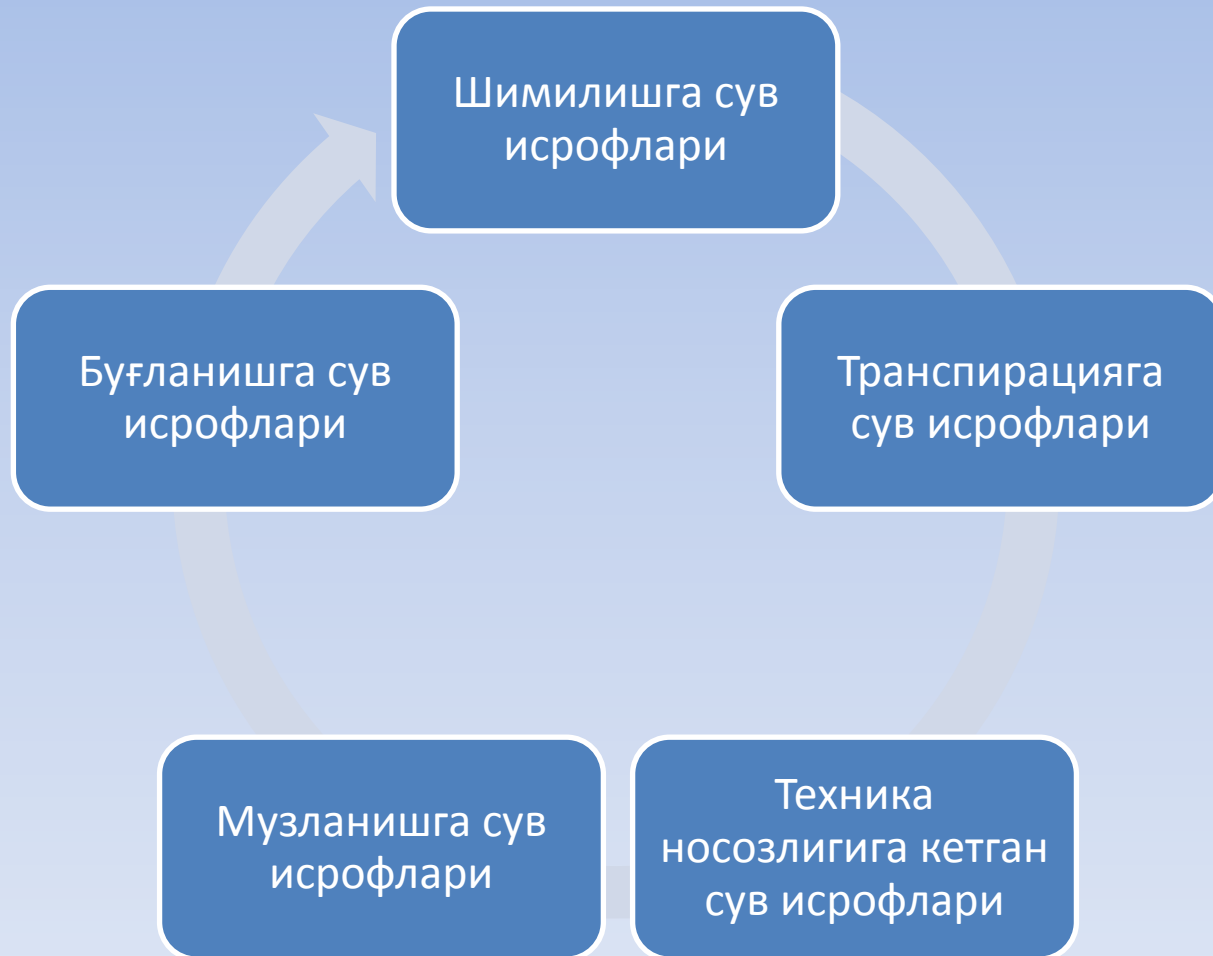 Шимилишга сув
исрофлари
Транспирацияга
сув исрофлари
Техника
носозлигига кетган
сув исрофлари
Музланишга сув
исрофлари
Буғланишга сув
исрофлари